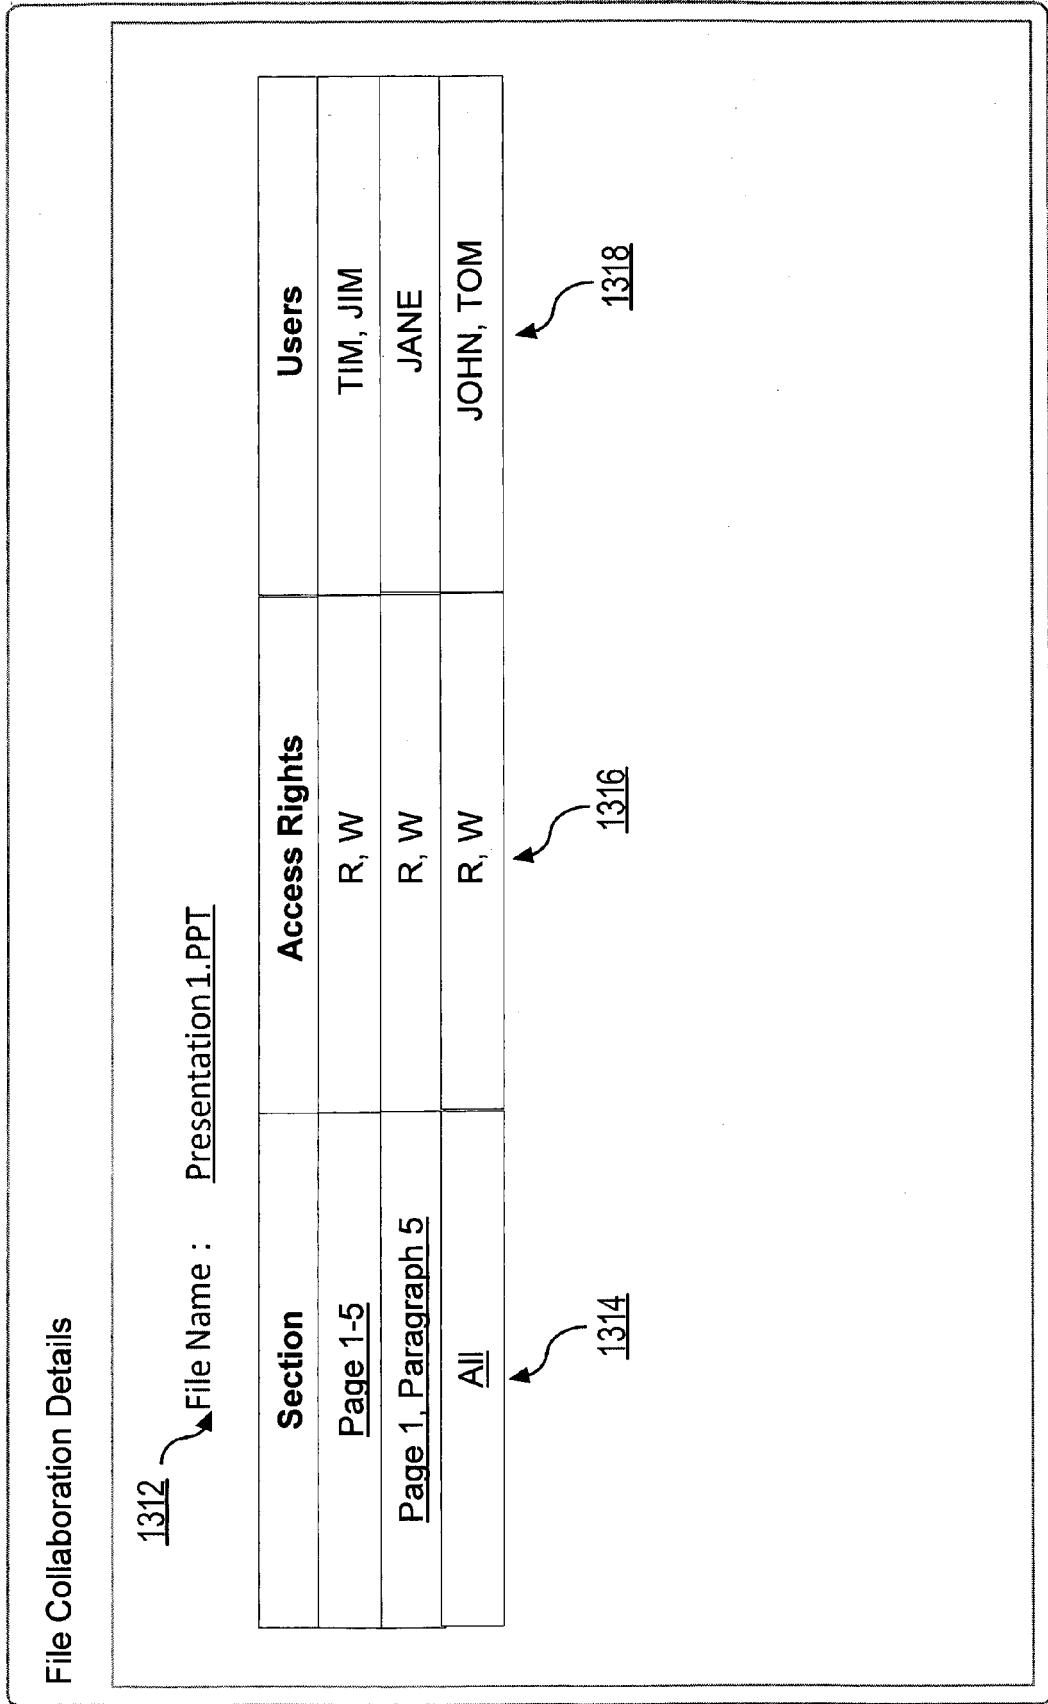 File Collaboration Details
1312
File Name : Presentation1.PPT
Section Access Rights Users
Page 1-5 R, W TIM, JIM
Page 1, Paragraph 5 R, W JANE
All R, W JOHN, TOM
1314 1316 1318